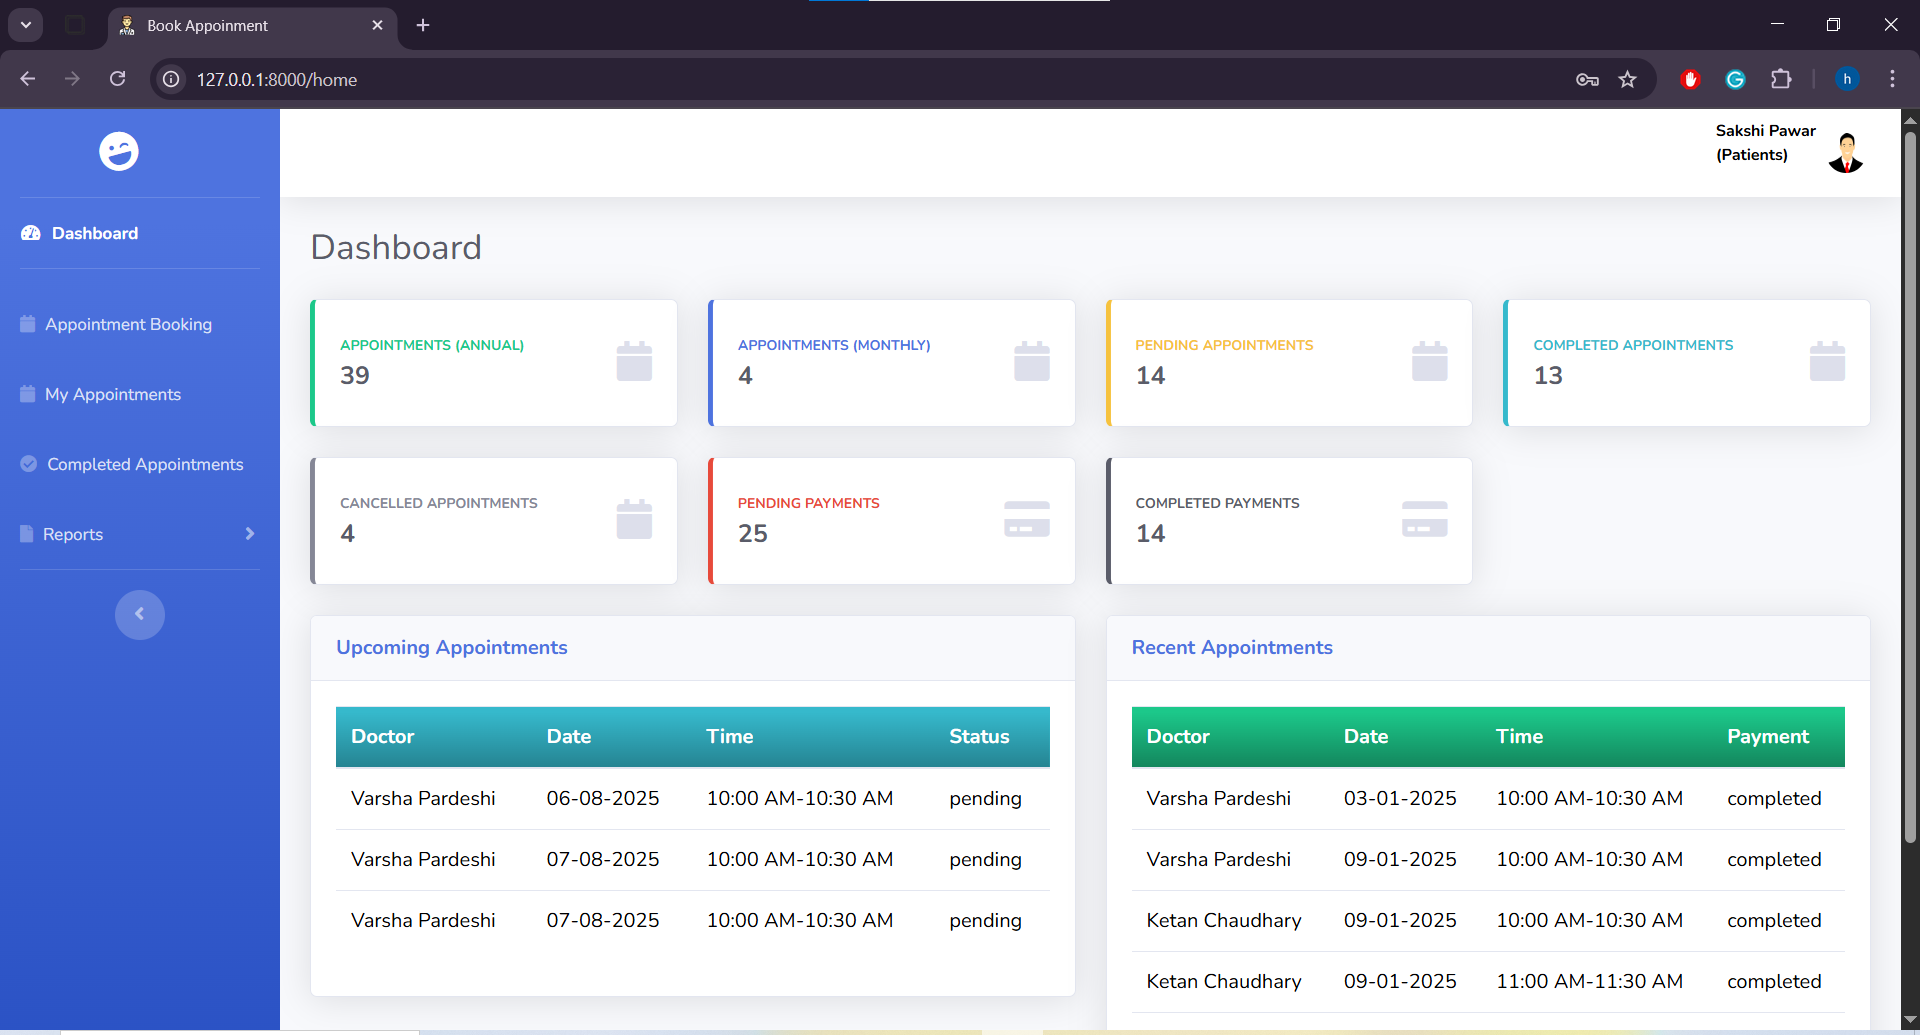 Book Appoinment
127.0.0.1:8000/home
h
Sakshi Pawar
(Patients)
Dashboard
Appointment Booking
My Appointments
Completed Appointments
Reports
Dashboard
APPOINTMENTS (ANNUAL)
39
APPOINTMENTS (MONTHLY)
4
PENDING APPOINTMENTS
14
COMPLETED APPOINTMENTS
13
CANCELLED APPOINTMENTS
4
PENDING PAYMENTS
25
COMPLETED PAYMENTS
14
Upcoming Appointments
Doctor Date Time Status
Varsha Pardeshi 06-08-2025 10:00 AM-10:30 AM pending
Varsha Pardeshi 07-08-2025 10:00 AM-10:30 AM pending
Varsha Pardeshi 07-08-2025 10:00 AM-10:30 AM pending
Recent Appointments
Doctor Date Time Payment
Varsha Pardeshi 03-01-2025 10:00 AM-10:30 AM completed
Varsha Pardeshi 09-01-2025 10:00 AM-10:30 AM completed
Ketan Chaudhary 09-01-2025 10:00 AM-10:30 AM completed
Ketan Chaudhary 09-01-2025 11:00 AM-11:30 AM completed